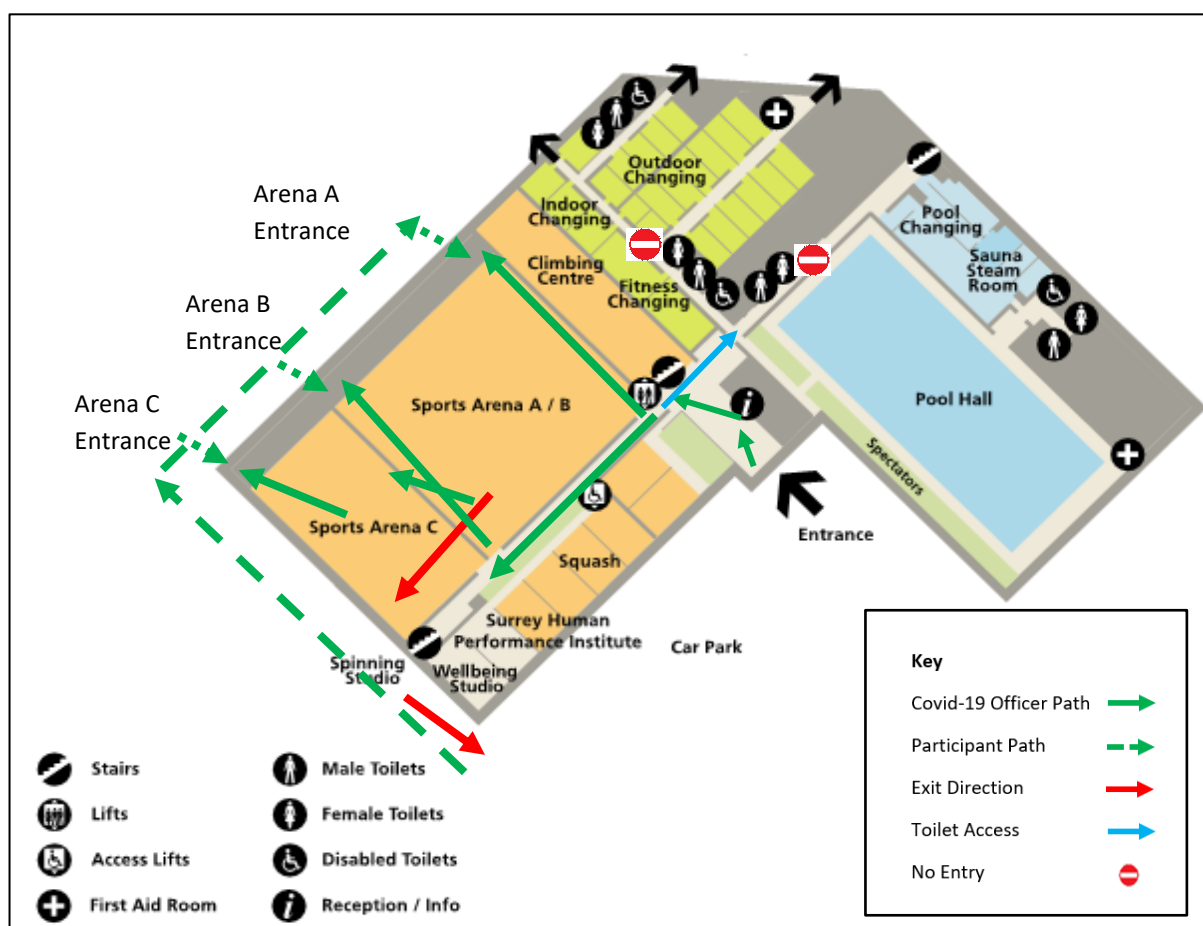 Arena A
Entrance
Arena B
Entrance
Arena C
Entrance
Outdoor
Changing
Indoor
Changing
Climbing
Centre
Fitness
Changing
Pool
Changing
Sauna
Steam
Room
Sports Arena A / B
Pool Hall
Spectators
Sports Arena C
Entrance
Squash
Surrey Human
Performance Institute
Car Park
Spinning
Studio
Wellbeing
Studio
Stairs
Lifts
Access Lifts
First Aid Room
Male Toilets
Female Toilets
Disabled Toilets
Reception / Info
Key
Covid-19 Officer Path
Participant Path
Exit Direction
Toilet Access
No Entry